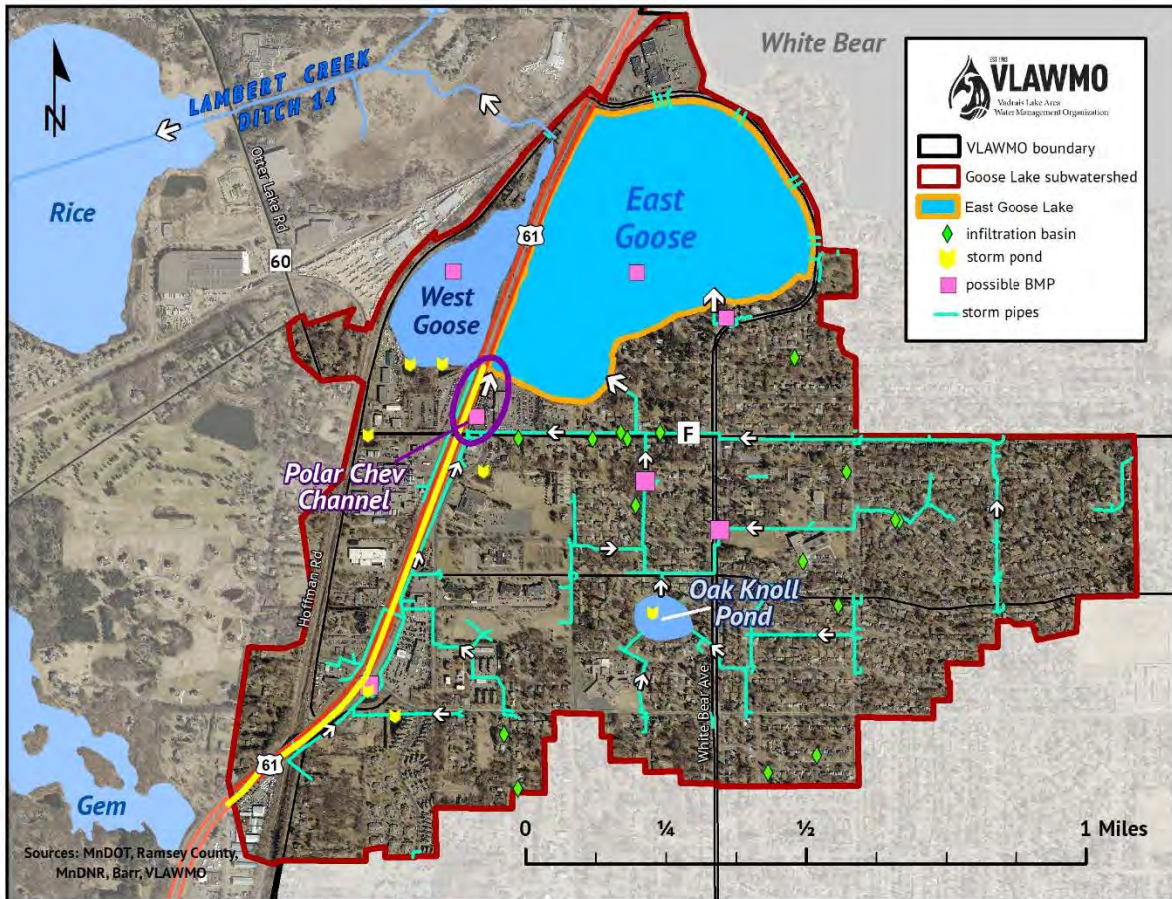 White Bear
LAMBERT CREEK
DITCH 14
N
Otter Lake Rd
Rice
60
61
East
Goose
West
Goose
EST 1983
VLAWMO
Vadnais Lake Area
Water Management Organization
VLAWMO boundary
Goose Lake subwatershed
East Goose Lake
infiltration basin
storm pond
possible BMP
storm pipes
F
Polar Chev
Channel
Hoffman Rd
Oak Knoll
Pond
White Bear Ave
61
Gem
0 ¼ ½ 1 Miles
Sources: MnDOT, Ramsey County,
MnDNR, Barr, VLAWMO